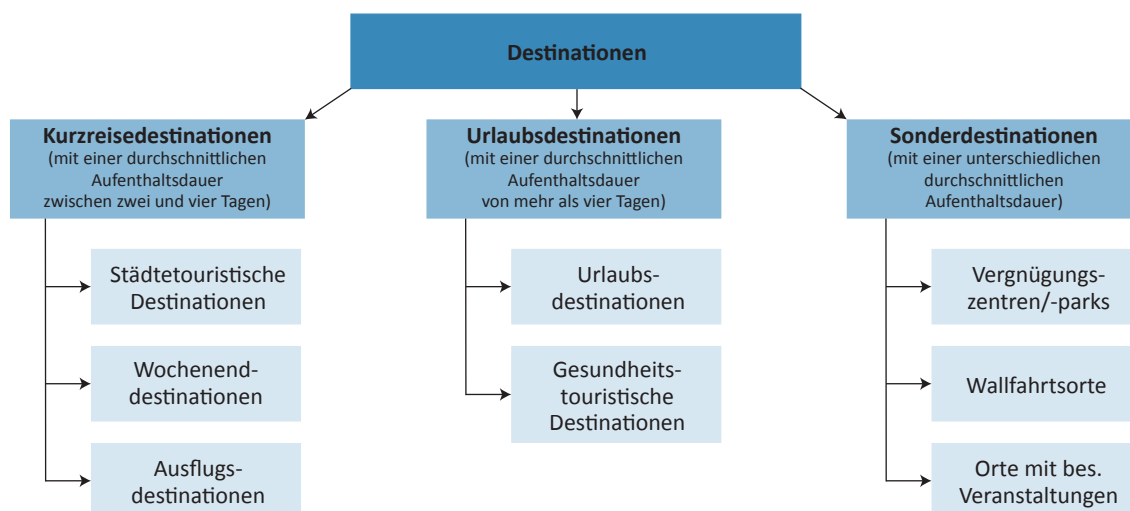 Destinationen
Kurzreisedestinationen
(mit einer durchschnittlichen
Aufenthaltsdauer
zwischen zwei und vier Tagen)
Städtetouristische
Destinationen
Wochenend-
destinationen
Ausflugs-
destinationen
Urlaubsdestinationen
(mit einer durchschnittlichen
Aufenthaltsdauer
von mehr als vier Tagen)
Urlaubs-
destinationen
Gesundheits-
touristische
Destinationen
Sonderdestinationen
(mit einer unterschiedlichen
durchschnittlichen
Aufenthaltsdauer)
Vergnügungs-
zentren/-parks
Wallfahrtsorte
Orte mit bes.
Veranstaltungen